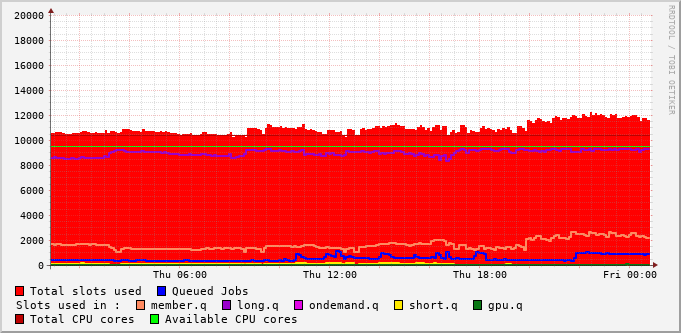 20000
18000
16000
14000
12000
10000
8000
6000
4000
2000
0
Thu 06:00 Thu 12:00 Thu 18:00 Fri 00:00
Total slots used Queued Jobs
Slots used in : member.q long.q ondemand.q short.q gpu.q
Total CPU cores Available CPU cores
RRDTOOL / TOBI OETIKER